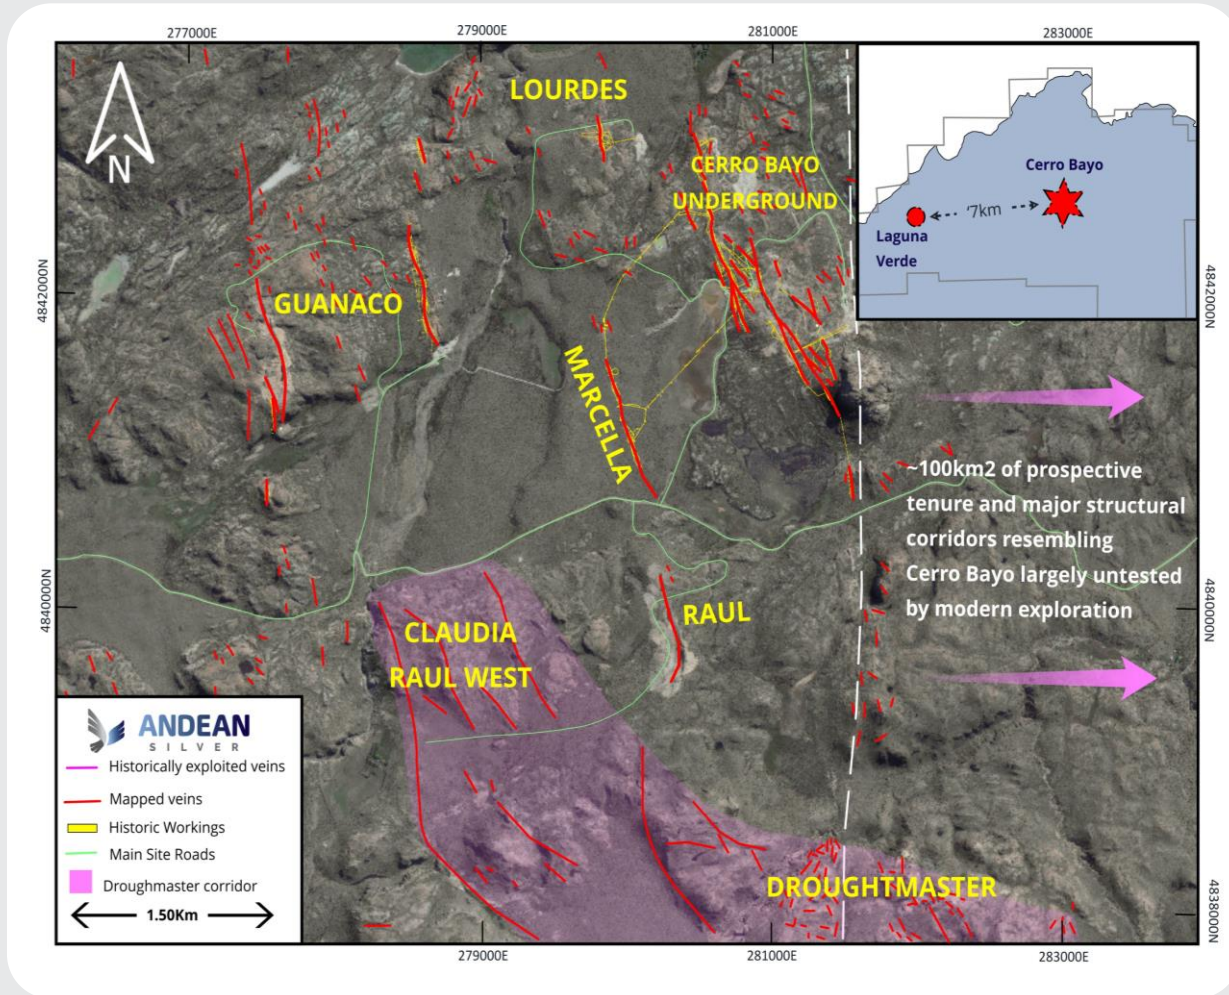 277000E
279000E
281000E
283000E
LOURDES
CERRO BAYO
UNDERGROUND
N
Cerro Bayo
~7km
Laguna
Verde
4842000N
4842000N
GUANACO
MARCELLA
~100km2 of prospective
tenure and major structural
corridors resembling
Cerro Bayo largely untested
by modern exploration
4840000N
4840000N
RAUL
CLAUDIA
RAUL WEST
ANDEAN
SILVER
Historically exploited veins
Mapped veins
Historic Workings
Main Site Roads
Droughmaster corridor
1.50Km
DROUGHTMASTER
4838000N
279000E
281000E
283000E